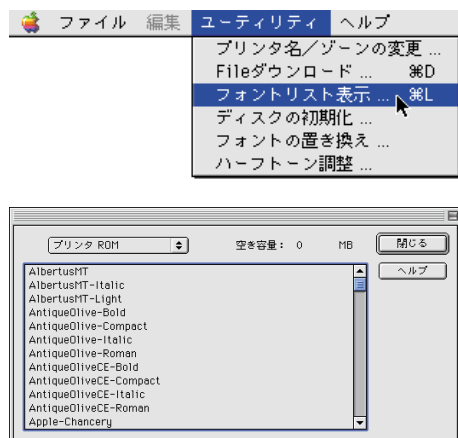 ファイル 編集 ユーティリティ ヘルプ
プリンタ名／ゾーンの変更 ...
Fileダウンロード ... ⌘D
フォントリスト表示 ... ⌘L
ディスクの初期化 ...
フォントの置き換え ...
ハーフトーン調整 ...
プリンタ ROM 空き容量： 0 MB 閉じる
ヘルプ
AlbertusMT
AlbertusMT-Italic
AlbertusMT-Light
AntiqueOlive-Bold
AntiqueOlive-Compact
AntiqueOlive-Italic
AntiqueOlive-Roman
AntiqueOliveCE-Bold
AntiqueOliveCE-Compact
AntiqueOliveCE-Italic
AntiqueOliveCE-Roman
Apple-Chancery